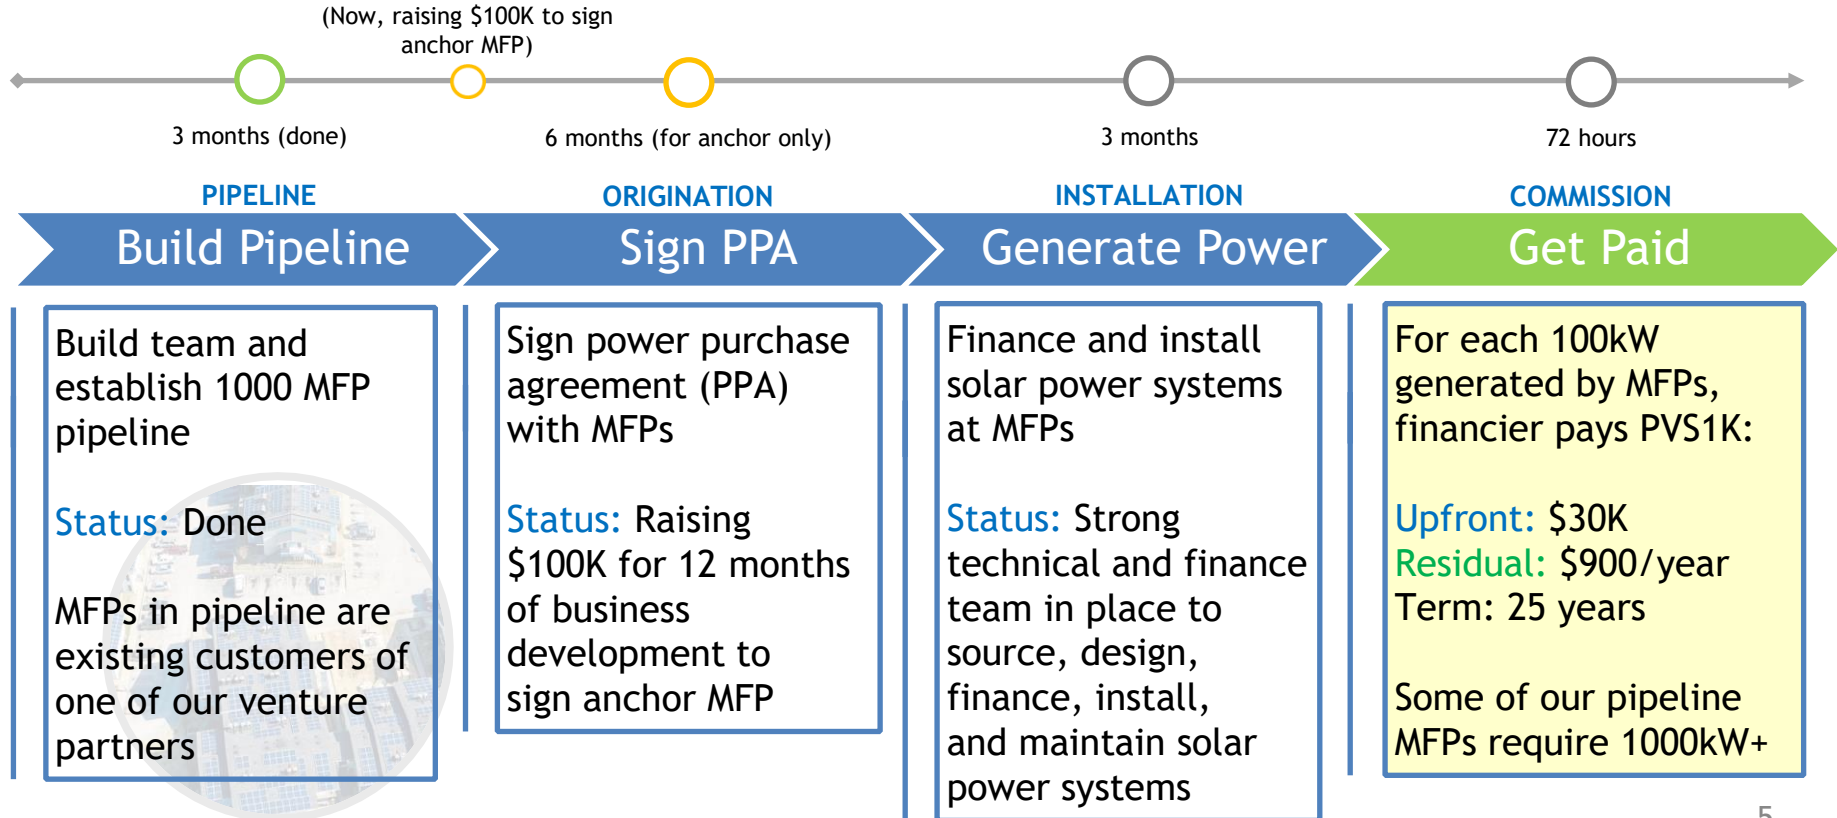 (Now, raising $100K to sign
anchor MFP)
3 months (done)
6 months (for anchor only)
3 months
72 hours
PIPELINE
ORIGINATION
INSTALLATION
COMMISSION
Build Pipeline
Sign PPA
Generate Power
Get Paid
Build team and
establish 1000 MFP
pipeline
Status: Done
MFPs in pipeline are
existing customers of
one of our venture
partners
Sign power purchase
agreement (PPA)
with MFPs
Status: Raising
$100K for 12 months
of business
development to
sign anchor MFP
Finance and install
solar power systems
at MFPs
Status: Strong
technical and finance
team in place to
source, design,
finance, install,
and maintain solar
power systems
For each 100kW
generated by MFPs,
financier pays PVS1K:
Upfront: $30K
Residual: $900/year
Term: 25 years
Some of our pipeline
MFPs require 1000kW+
5